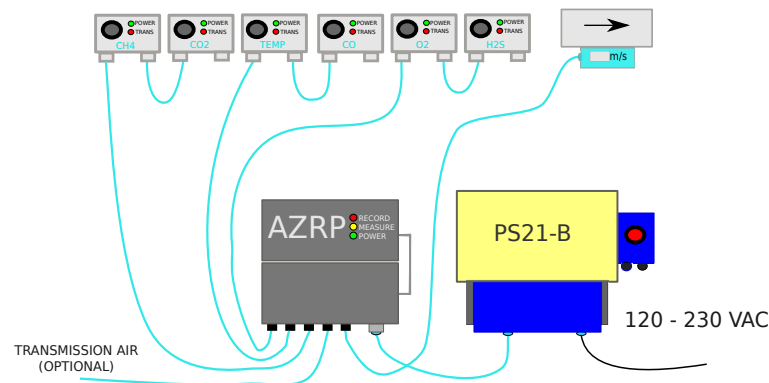 POWER
TRANS
CH4
POWER
TRANS
CO2
POWER
TRANS
TEMP
POWER
TRANS
CO
POWER
TRANS
O2
POWER
TRANS
H2S
m/s
AZRP
RECORD
MEASURE
POWER
PS21-B
120 - 230 VAC
TRANSMISSION AIR
(OPTIONAL)